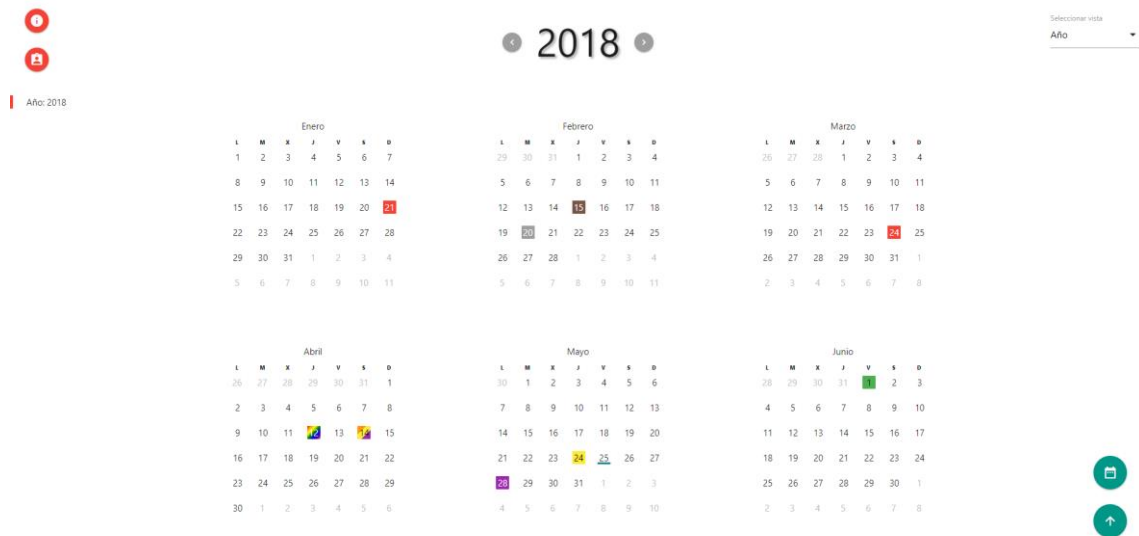 2018
Seleccionar vista
Año
Año: 2018
Enero Febrero Marzo
L M X J V S D L M X J V S D L M X J V S D
1 2 3 4 5 6 7 29 30 31 1 2 3 4 26 27 28 1 2 3 4
8 9 10 11 12 13 14 5 6 7 8 9 10 11 5 6 7 8 9 10 11
15 16 17 18 19 20 21 12 13 14 15 16 17 18 12 13 14 15 16 17 18
22 23 24 25 26 27 28 19 20 21 22 23 24 25 19 20 21 22 23 24 25
29 30 31 1 2 3 4 26 27 28 1 2 3 4 26 27 28 29 30 31 1
5 6 7 8 9 10 11 5 6 7 8 9 10 11 2 3 4 5 6 7 8
Abril Mayo Junio
L M X J V S D L M X J V S D L M X J V S D
26 27 28 29 30 31 1 30 1 2 3 4 5 6 28 29 30 31 1 2 3
2 3 4 5 6 7 8 7 8 9 10 11 12 13 4 5 6 7 8 9 10
9 10 11 12 13 14 15 14 15 16 17 18 19 20 11 12 13 14 15 16 17
16 17 18 19 20 21 22 21 22 23 24 25 26 27 18 19 20 21 22 23 24
23 24 25 26 27 28 29 28 29 30 31 1 2 3 25 26 27 28 29 30 1
30 1 2 3 4 5 6 4 5 6 7 8 9 10 2 3 4 5 6 7 8